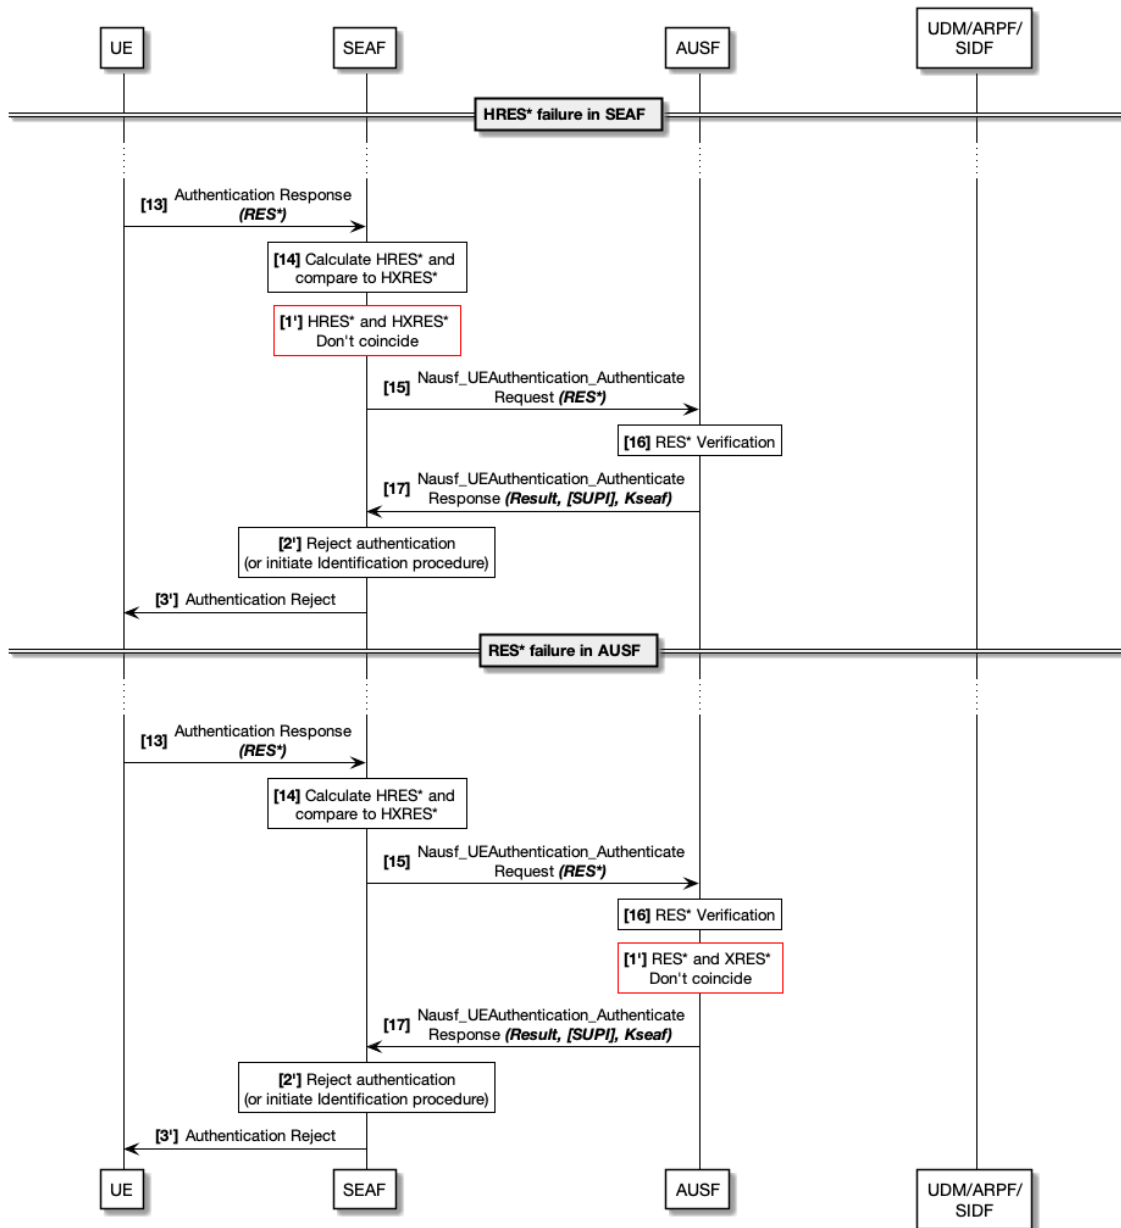 UE
SEAF
AUSF
UDM/ARPF/
SIDF
HRES* failure in SEAF
[13] Authentication Response
(RES*)
[14] Calculate HRES* and
compare to HXRES*
[1'] HRES* and HXRES*
Don't coincide
[15] Nausf_UEAuthentication_Authenticate
Request (RES*)
[16] RES* Verification
[17] Nausf_UEAuthentication_Authenticate
Response (Result, [SUPI], Kseaf)
[2'] Reject authentication
(or initiate Identification procedure)
[3'] Authentication Reject
RES* failure in AUSF
[13] Authentication Response
(RES*)
[14] Calculate HRES* and
compare to HXRES*
[15] Nausf_UEAuthentication_Authenticate
Request (RES*)
[16] RES* Verification
[1'] RES* and XRES*
Don't coincide
[17] Nausf_UEAuthentication_Authenticate
Response (Result, [SUPI], Kseaf)
[2'] Reject authentication
(or initiate Identification procedure)
[3'] Authentication Reject
UE
SEAF
AUSF
UDM/ARPF/
SIDF